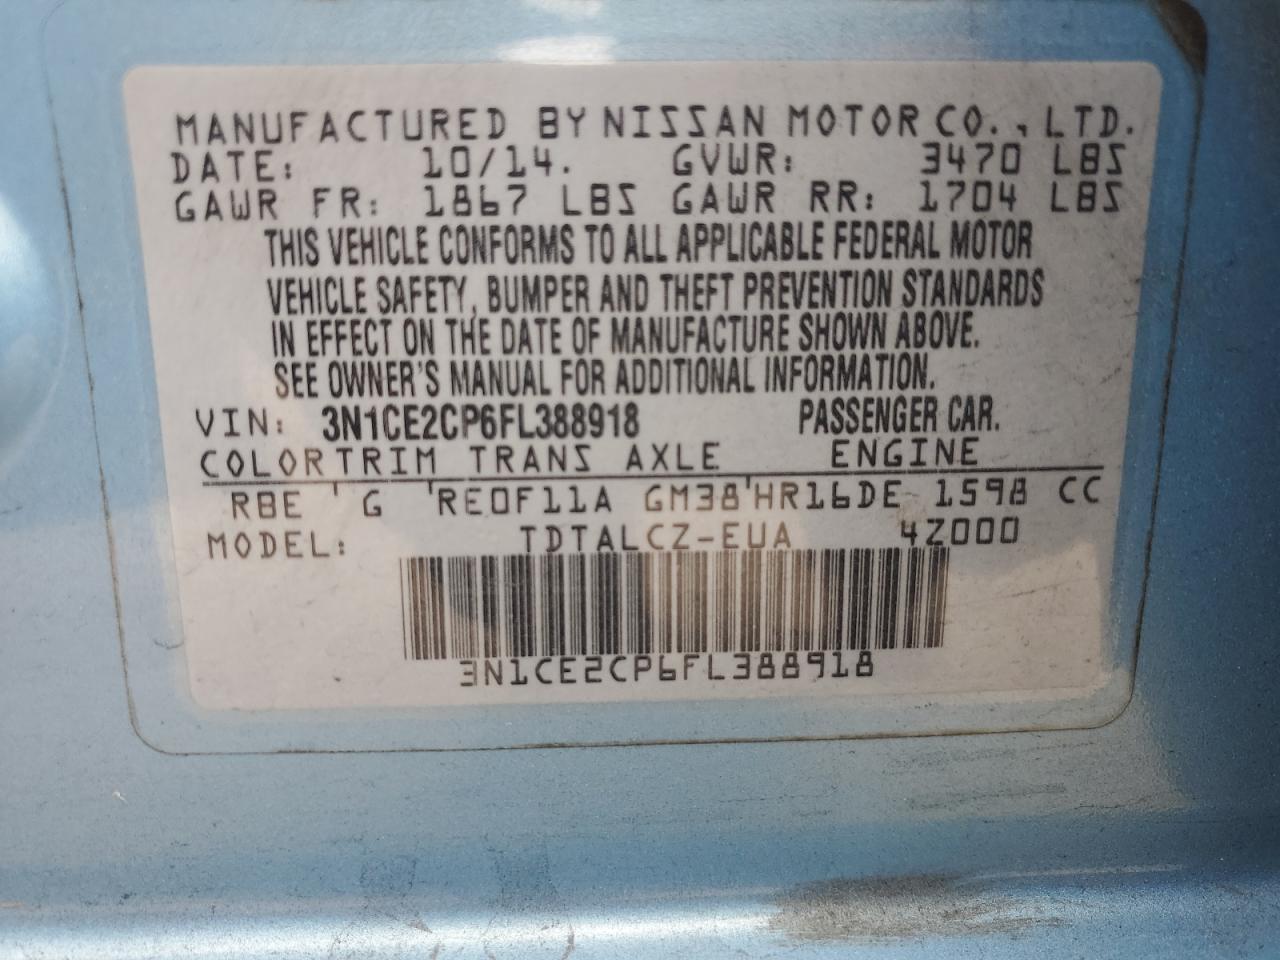 MANUFACTURED BY NISSAN MOTOR CO., LTD.
DATE: 10/14. GVWR: 3470 LBS
GAWR FR: 1867 LBS GAWR RR: 1704 LBS
THIS VEHICLE CONFORMS TO ALL APPLICABLE FEDERAL MOTOR
VEHICLE SAFETY, BUMPER AND THEFT PREVENTION STANDARDS
IN EFFECT ON THE DATE OF MANUFACTURE SHOWN ABOVE.
SEE OWNER'S MANUAL FOR ADDITIONAL INFORMATION.
VIN: 3N1CE2CP6FL388918 PASSENGER CAR.
COLOR TRIM TRANS AXLE ENGINE
RBE ' G 'RE0F11A GM38'HR16DE 1598 CC
MODEL: TDTALCZ-EUA 4Z000
3N1CE2CP6FL388918